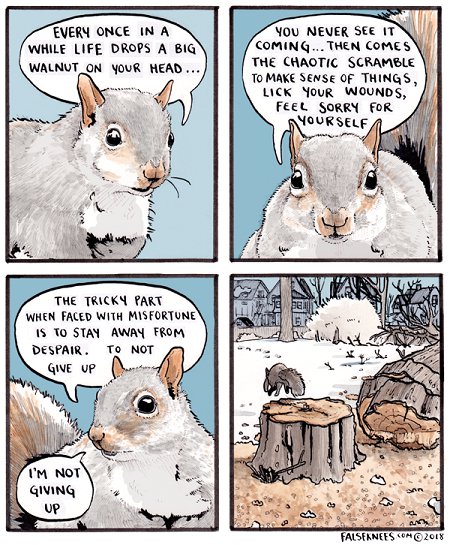 EVERY ONCE IN A
WHILE LIFE DROPS A BIG
WALNUT ON YOUR HEAD...
YOU NEVER SEE IT
COMING... THEN COMES
THE CHAOTIC SCRAMBLE
TO MAKE SENSE OF THINGS,
LICK YOUR WOUNDS,
FEEL SORRY FOR
YOURSELF
THE TRICKY PART
WHEN FACED WITH MISFORTUNE
IS TO STAY AWAY FROM
DESPAIR. TO NOT
GIVE UP
I'M NOT
GIVING
UP
FALSEKNEES.COM©2018